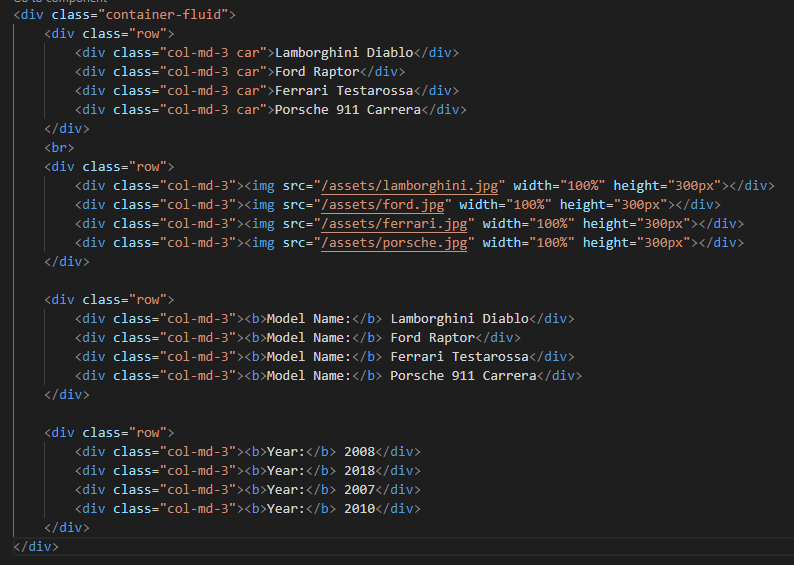 Go to component
<div class="container-fluid">
<div class="row">
<div class="col-md-3 car">Lamborghini Diablo</div>
<div class="col-md-3 car">Ford Raptor</div>
<div class="col-md-3 car">Ferrari Testarossa</div>
<div class="col-md-3 car">Porsche 911 Carrera</div>
</div>
<br>
<div class="row">
<div class="col-md-3"><img src="/assets/lamborghini.jpg" width="100%" height="300px"></div>
<div class="col-md-3"><img src="/assets/ford.jpg" width="100%" height="300px"></div>
<div class="col-md-3"><img src="/assets/ferrari.jpg" width="100%" height="300px"></div>
<div class="col-md-3"><img src="/assets/porsche.jpg" width="100%" height="300px"></div>
</div>
<div class="row">
<div class="col-md-3"><b>Model Name:</b> Lamborghini Diablo</div>
<div class="col-md-3"><b>Model Name:</b> Ford Raptor</div>
<div class="col-md-3"><b>Model Name:</b> Ferrari Testarossa</div>
<div class="col-md-3"><b>Model Name:</b> Porsche 911 Carrera</div>
</div>
<div class="row">
<div class="col-md-3"><b>Year:</b> 2008</div>
<div class="col-md-3"><b>Year:</b> 2018</div>
<div class="col-md-3"><b>Year:</b> 2007</div>
<div class="col-md-3"><b>Year:</b> 2010</div>
</div>
</div>